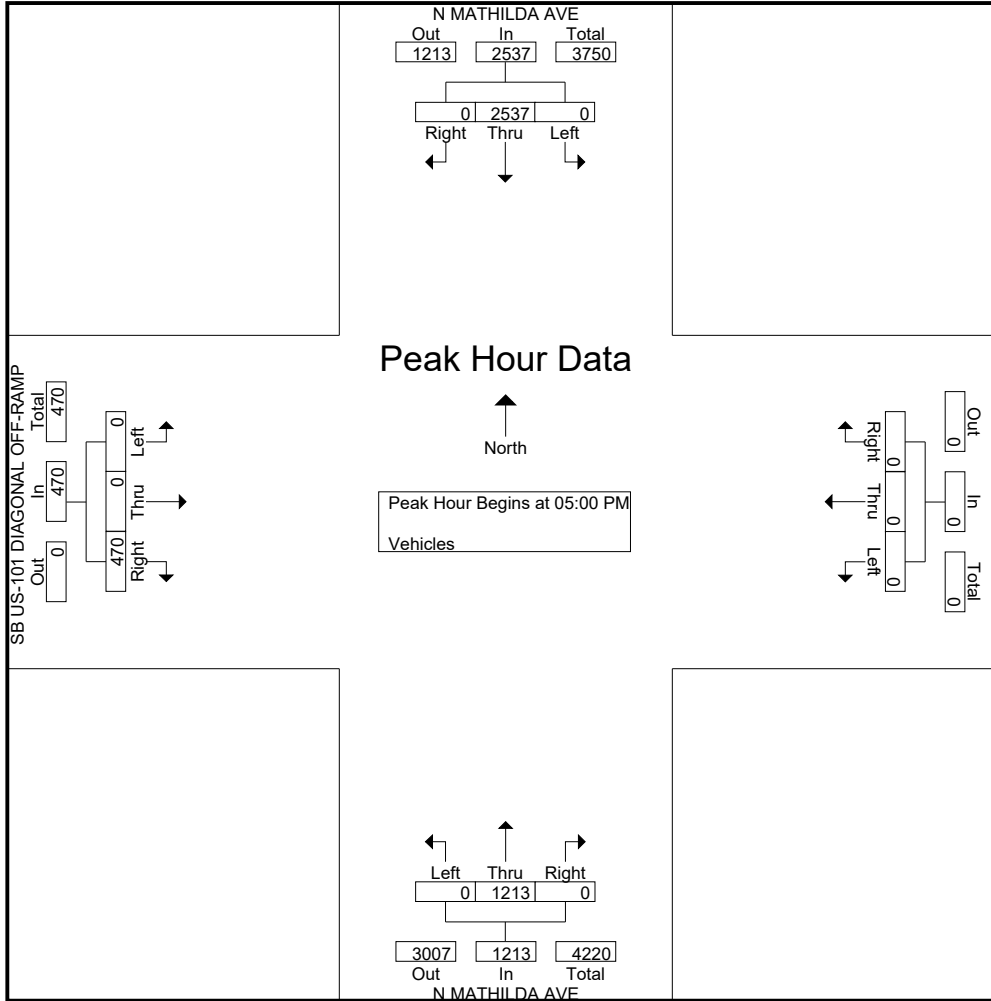 N MATHILDA AVE
Out In Total
1213 2537 3750
0 2537 0
Right Thru Left
Peak Hour Data
North
Peak Hour Begins at 05:00 PM
Vehicles
SB US-101 DIAGONAL OFF-RAMP
Out In Total
0 470 470
Right Thru Left
470 0 0
Out In Total
0 0 0
Right Thru Left
0 0 0
Left Thru Right
0 1213 0
3007 1213 4220
Out In Total
N MATHILDA AVE